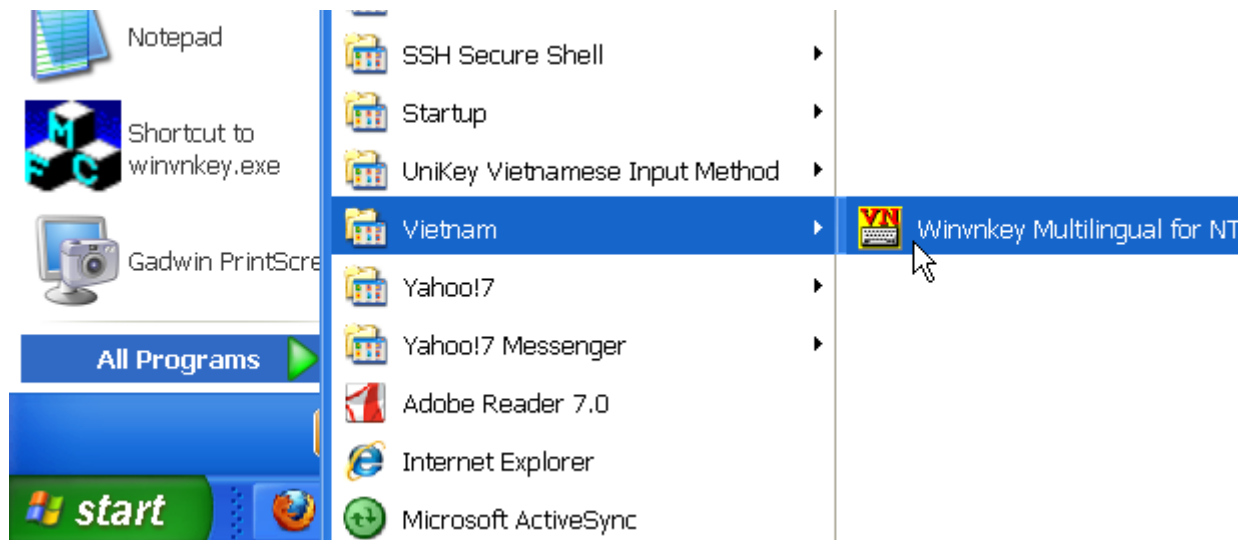 Notepad
Shortcut to
winvnkey.exe
Gadwin PrintScre
All Programs
start
SSH Secure Shell
Startup
UniKey Vietnamese Input Method
Vietnam
Yahoo!7
Yahoo!7 Messenger
Adobe Reader 7.0
Internet Explorer
Microsoft ActiveSync
Winvnkey Multilingual for NT
M
F C
VN